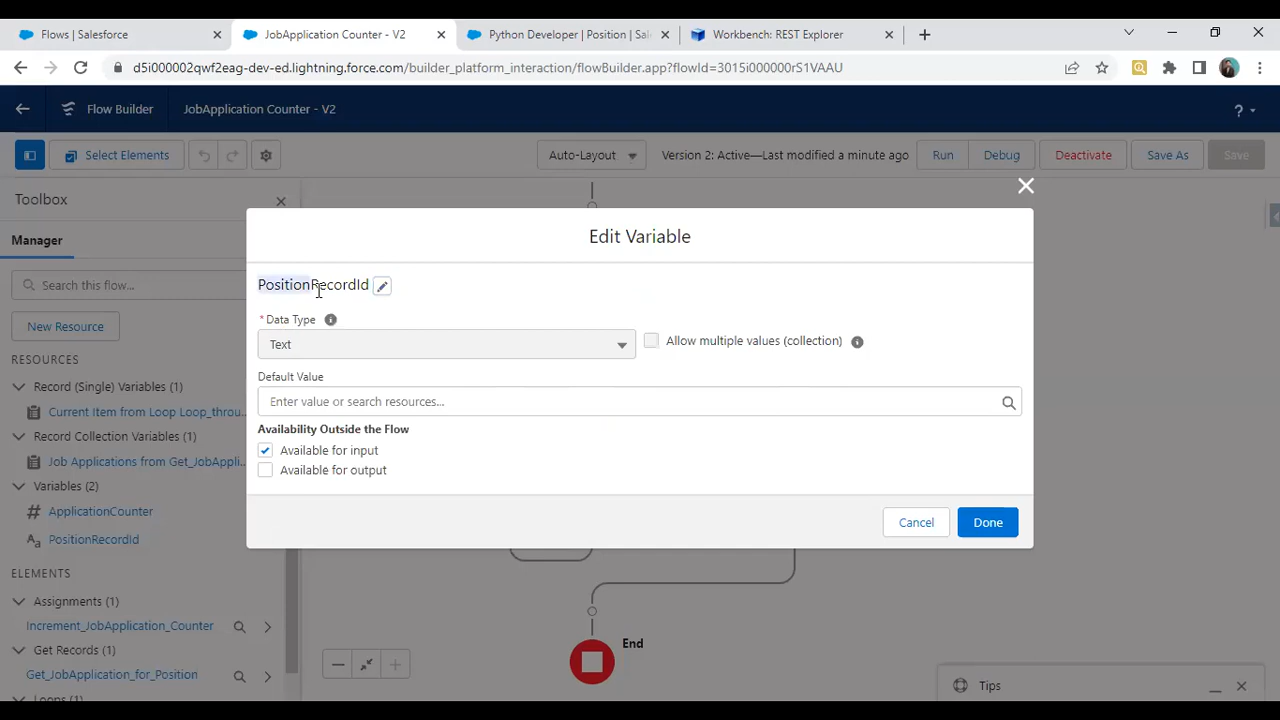 Flows | Salesforce
JobApplication Counter - V2
Python Developer | Position | Sal
Workbench: REST Explorer
d5i000002qwf2eag-dev-ed.lightning.force.com/builder_platform_interaction/flowBuilder.app?flowId=3015i000000rS1VAAU
Flow Builder
JobApplication Counter - V2
?
Select Elements
Auto-Layout
Version 2: Active—Last modified a minute ago
Run
Debug
Deactivate
Save As
Save
Toolbox
Manager
Search this flow...
New Resource
RESOURCES
Record (Single) Variables (1)
Current Item from Loop Loop_throu...
Record Collection Variables (1)
Job Applications from Get_JobAppli...
Variables (2)
ApplicationCounter
PositionRecordId
ELEMENTS
Assignments (1)
Increment_JobApplication_Counter
Get Records (1)
Get_JobApplication_for_Position
Loops (1)
Edit Variable
PositionRecordId
* Data Type
Text
Allow multiple values (collection)
Default Value
Enter value or search resources...
Availability Outside the Flow
Available for input
Available for output
Cancel
Done
End
Tips